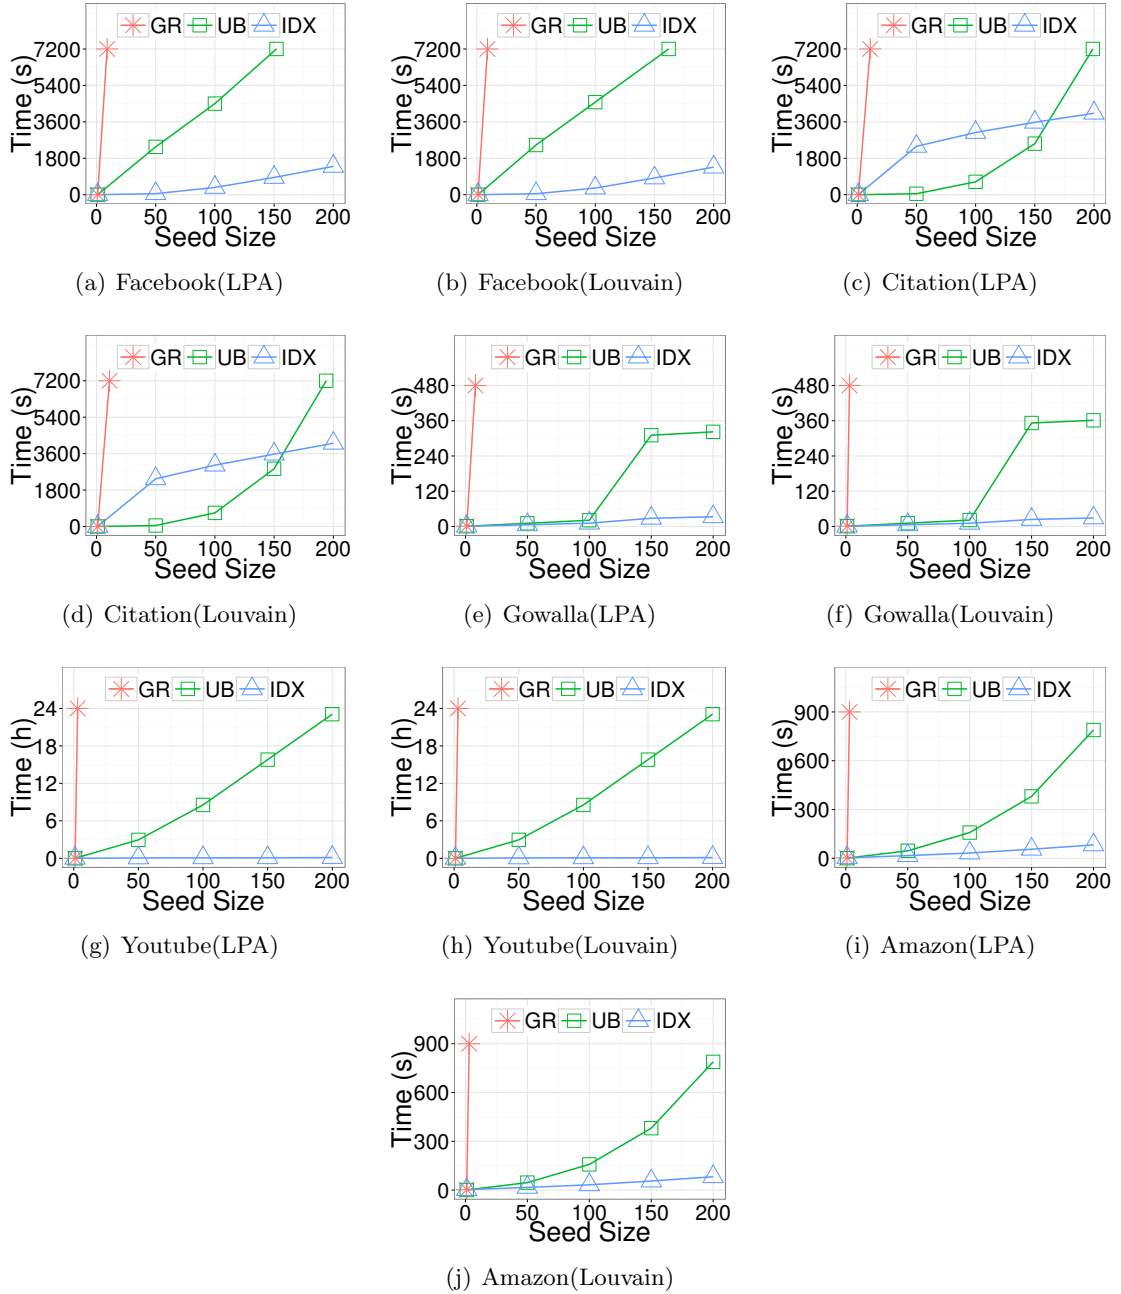 GR UB IDX
7200
5400
3600
1800
0
Time (s)
0 50 100 150 200
Seed Size
(a) Facebook(LPA)
GR UB IDX
7200
5400
3600
1800
0
Time (s)
0 50 100 150 200
Seed Size
(b) Facebook(Louvain)
GR UB IDX
7200
5400
3600
1800
0
Time (s)
0 50 100 150 200
Seed Size
(c) Citation(LPA)
GR UB IDX
7200
5400
3600
1800
0
Time (s)
0 50 100 150 200
Seed Size
(d) Citation(Louvain)
GR UB IDX
480
360
240
120
0
Time (s)
0 50 100 150 200
Seed Size
(e) Gowalla(LPA)
GR UB IDX
480
360
240
120
0
Time (s)
0 50 100 150 200
Seed Size
(f) Gowalla(Louvain)
GR UB IDX
24
18
12
6
0
Time (h)
0 50 100 150 200
Seed Size
(g) Youtube(LPA)
GR UB IDX
24
18
12
6
0
Time (h)
0 50 100 150 200
Seed Size
(h) Youtube(Louvain)
GR UB IDX
900
600
300
0
Time (s)
0 50 100 150 200
Seed Size
(i) Amazon(LPA)
GR UB IDX
900
600
300
0
Time (s)
0 50 100 150 200
Seed Size
(j) Amazon(Louvain)